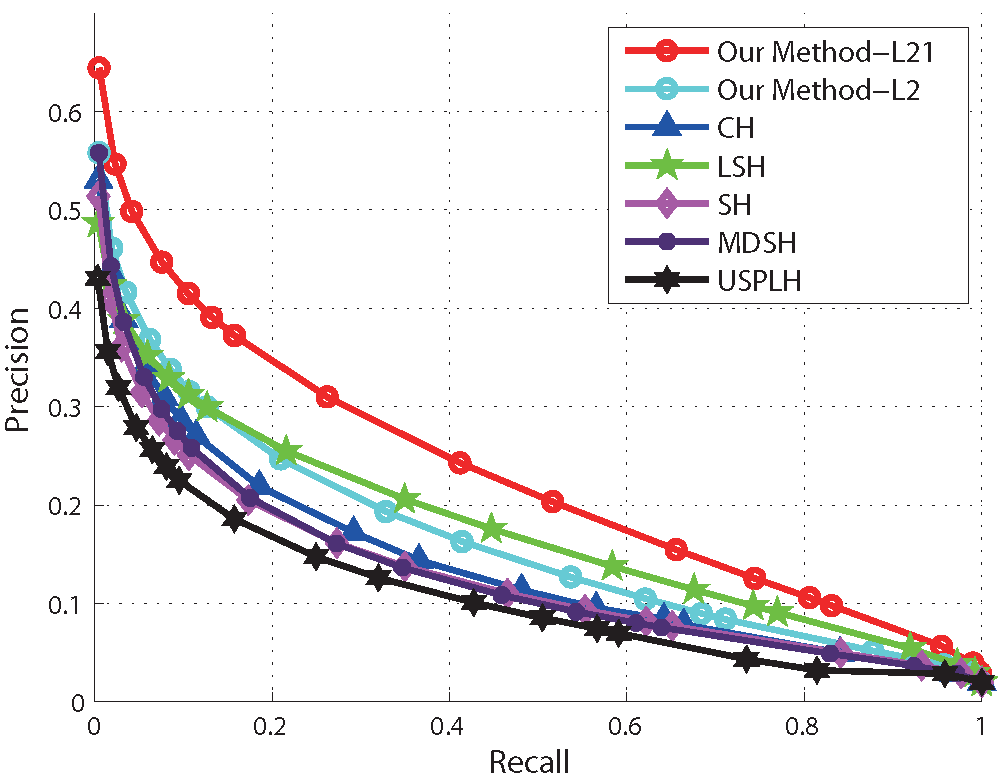 Our Method–L21
Our Method–L2
CH
LSH
SH
MDSH
USPLH
Precision
0.6
0.5
0.4
0.3
0.2
0.1
0
0
0.2
0.4
0.6
0.8
1
Recall